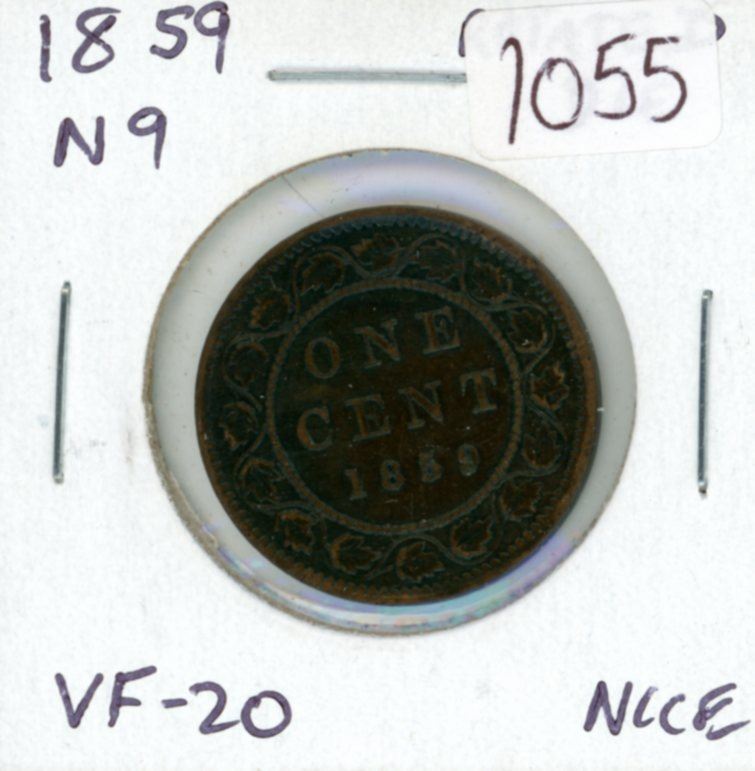 1859
1055
N9
ONE
CENT
1859
VF-20
NICE